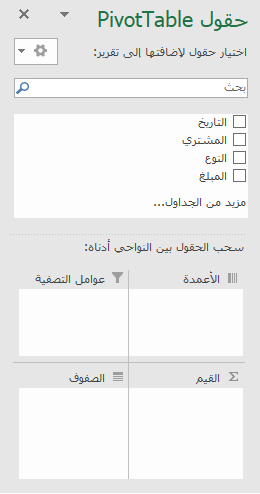 حقول PivotTable
اختيار حقول لإضافتها إلى تقرير:
بحث
التاريخ
المشتري
النوع
المبلغ
مزيد من الجداول...
سحب الحقول بين النواحي أدناه:
الأعمدة
عوامل التصفية
القيم
الصفوف